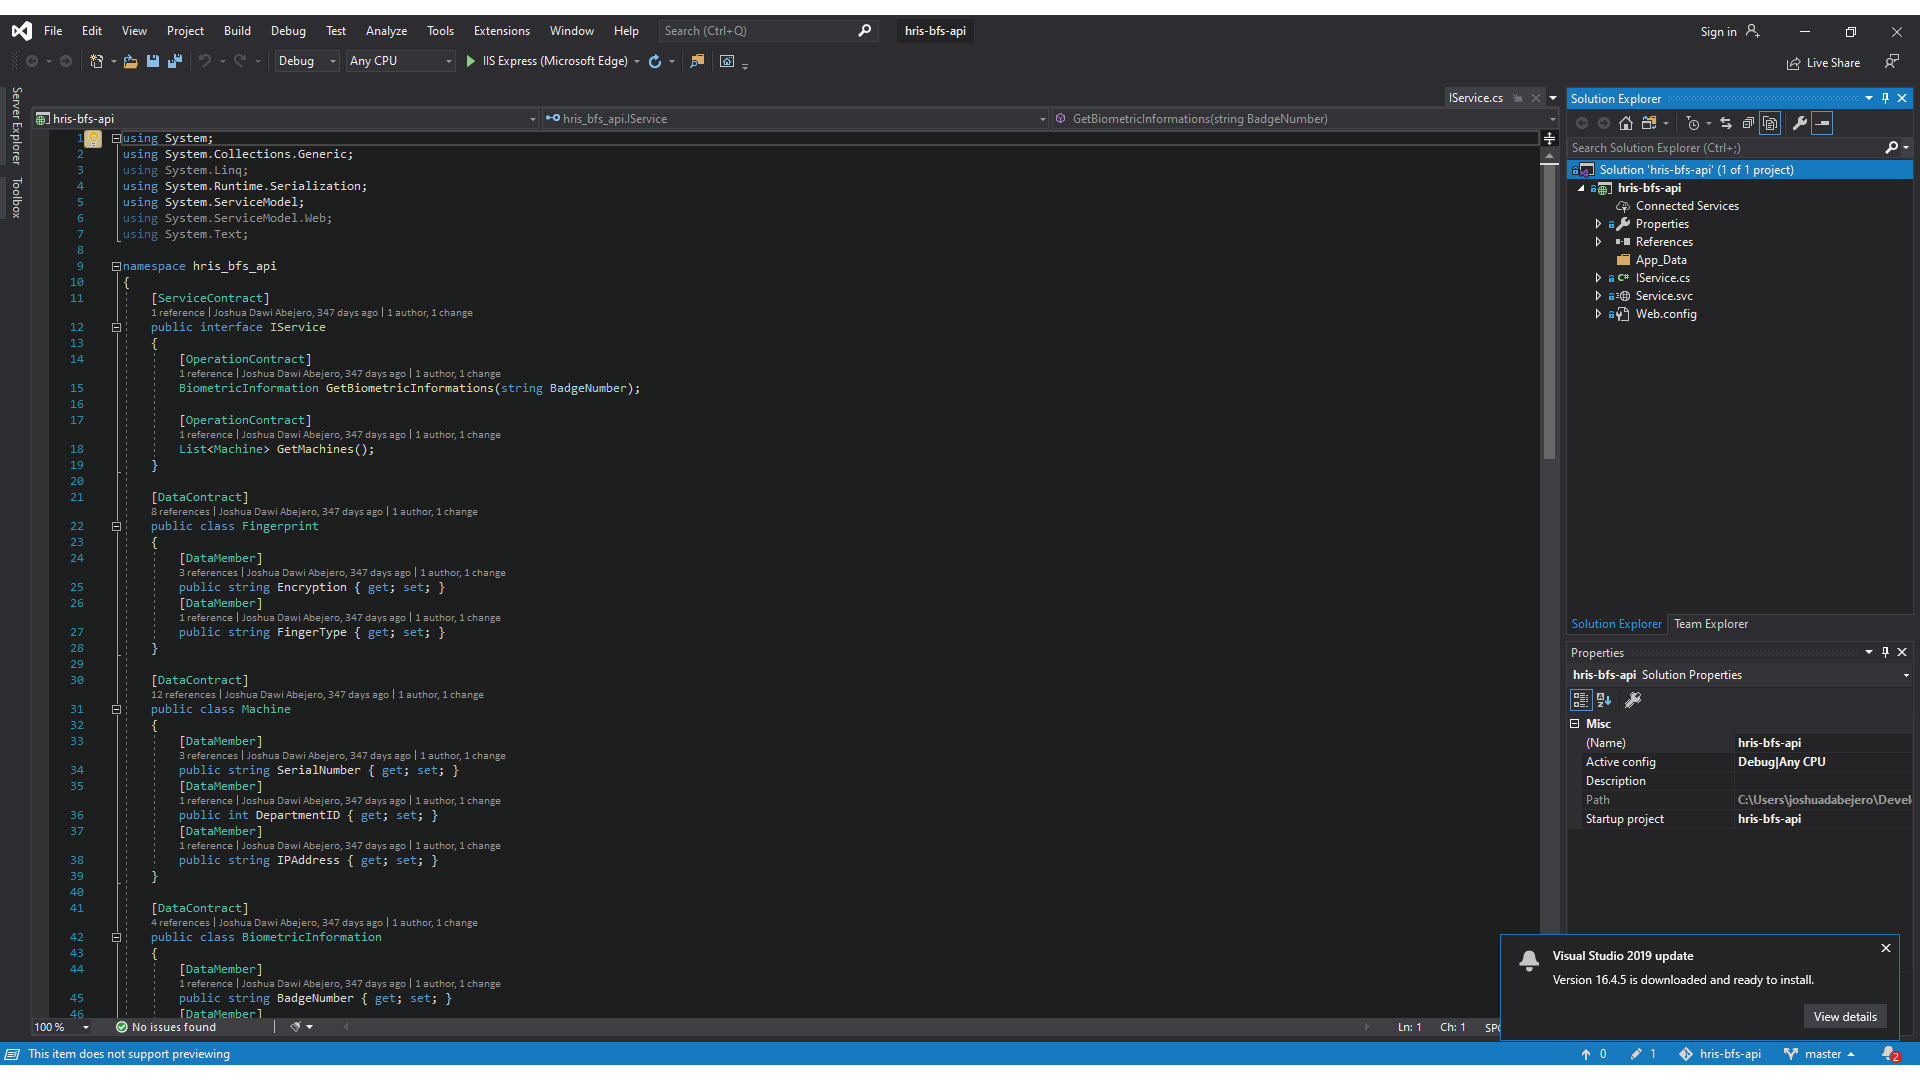 File Edit View Project Build Debug Test Analyze Tools Extensions Window Help Search (Ctrl+Q) hris-bfs-api Sign in
Debug Any CPU IIS Express (Microsoft Edge) Live Share
Server Explorer
Toolbox
IService.cs
hris-bfs-api hris_bfs_api.IService GetBiometricInformations(string BadgeNumber)
1 using System;
2 using System.Collections.Generic;
3 using System.Linq;
4 using System.Runtime.Serialization;
5 using System.ServiceModel;
6 using System.ServiceModel.Web;
7 using System.Text;
8
9 namespace hris_bfs_api
10 {
11 [ServiceContract]
1 reference | Joshua Dawi Abejero, 347 days ago | 1 author, 1 change
12 public interface IService
13 {
14 [OperationContract]
1 reference | Joshua Dawi Abejero, 347 days ago | 1 author, 1 change
15 BiometricInformation GetBiometricInformations(string BadgeNumber);
16
17 [OperationContract]
1 reference | Joshua Dawi Abejero, 347 days ago | 1 author, 1 change
18 List<Machine> GetMachines();
19 }
20
21 [DataContract]
8 references | Joshua Dawi Abejero, 347 days ago | 1 author, 1 change
22 public class Fingerprint
23 {
24 [DataMember]
3 references | Joshua Dawi Abejero, 347 days ago | 1 author, 1 change
25 public string Encryption { get; set; }
26 [DataMember]
1 reference | Joshua Dawi Abejero, 347 days ago | 1 author, 1 change
27 public string FingerType { get; set; }
28 }
29
30 [DataContract]
12 references | Joshua Dawi Abejero, 347 days ago | 1 author, 1 change
31 public class Machine
32 {
33 [DataMember]
3 references | Joshua Dawi Abejero, 347 days ago | 1 author, 1 change
34 public string SerialNumber { get; set; }
35 [DataMember]
1 reference | Joshua Dawi Abejero, 347 days ago | 1 author, 1 change
36 public int DepartmentID { get; set; }
37 [DataMember]
1 reference | Joshua Dawi Abejero, 347 days ago | 1 author, 1 change
38 public string IPAddress { get; set; }
39 }
40
41 [DataContract]
4 references | Joshua Dawi Abejero, 347 days ago | 1 author, 1 change
42 public class BiometricInformation
43 {
44 [DataMember]
1 reference | Joshua Dawi Abejero, 347 days ago | 1 author, 1 change
45 public string BadgeNumber { get; set; }
46 [DataMember]
100 % No issues found Ln: 1 Ch: 1 SPC
Solution Explorer
Search Solution Explorer (Ctrl+;)
Solution 'hris-bfs-api' (1 of 1 project)
hris-bfs-api
Connected Services
Properties
References
App_Data
C# IService.cs
Service.svc
Web.config
Solution Explorer Team Explorer
Properties
hris-bfs-api Solution Properties
Misc
(Name) hris-bfs-api
Active config Debug|Any CPU
Description
Path C:\Users\joshuadabejero\Devel
Startup project hris-bfs-api
Visual Studio 2019 update
Version 16.4.5 is downloaded and ready to install.
View details
This item does not support previewing 0 1 hris-bfs-api master 2